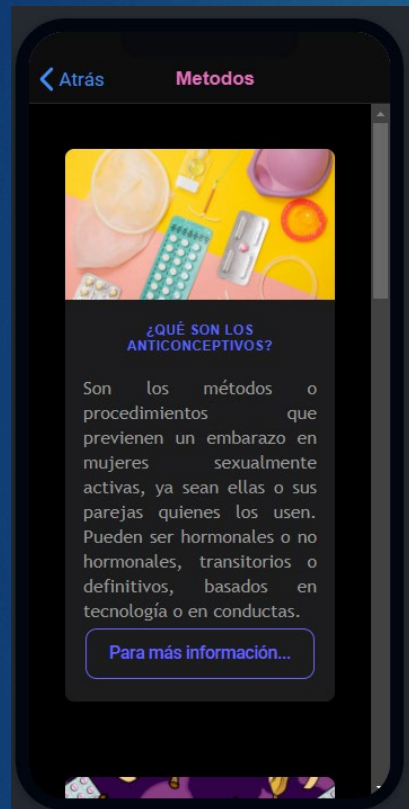 Atrás
Metodos
¿QUÉ SON LOS
ANTICONCEPTIVOS?
Son los métodos o
procedimientos que
previenen un embarazo en
mujeres sexualmente
activas, ya sean ellas o sus
parejas quienes los usen.
Pueden ser hormonales o no
hormonales, transitorios o
definitivos, basados en
tecnología o en conductas.
Para más información...